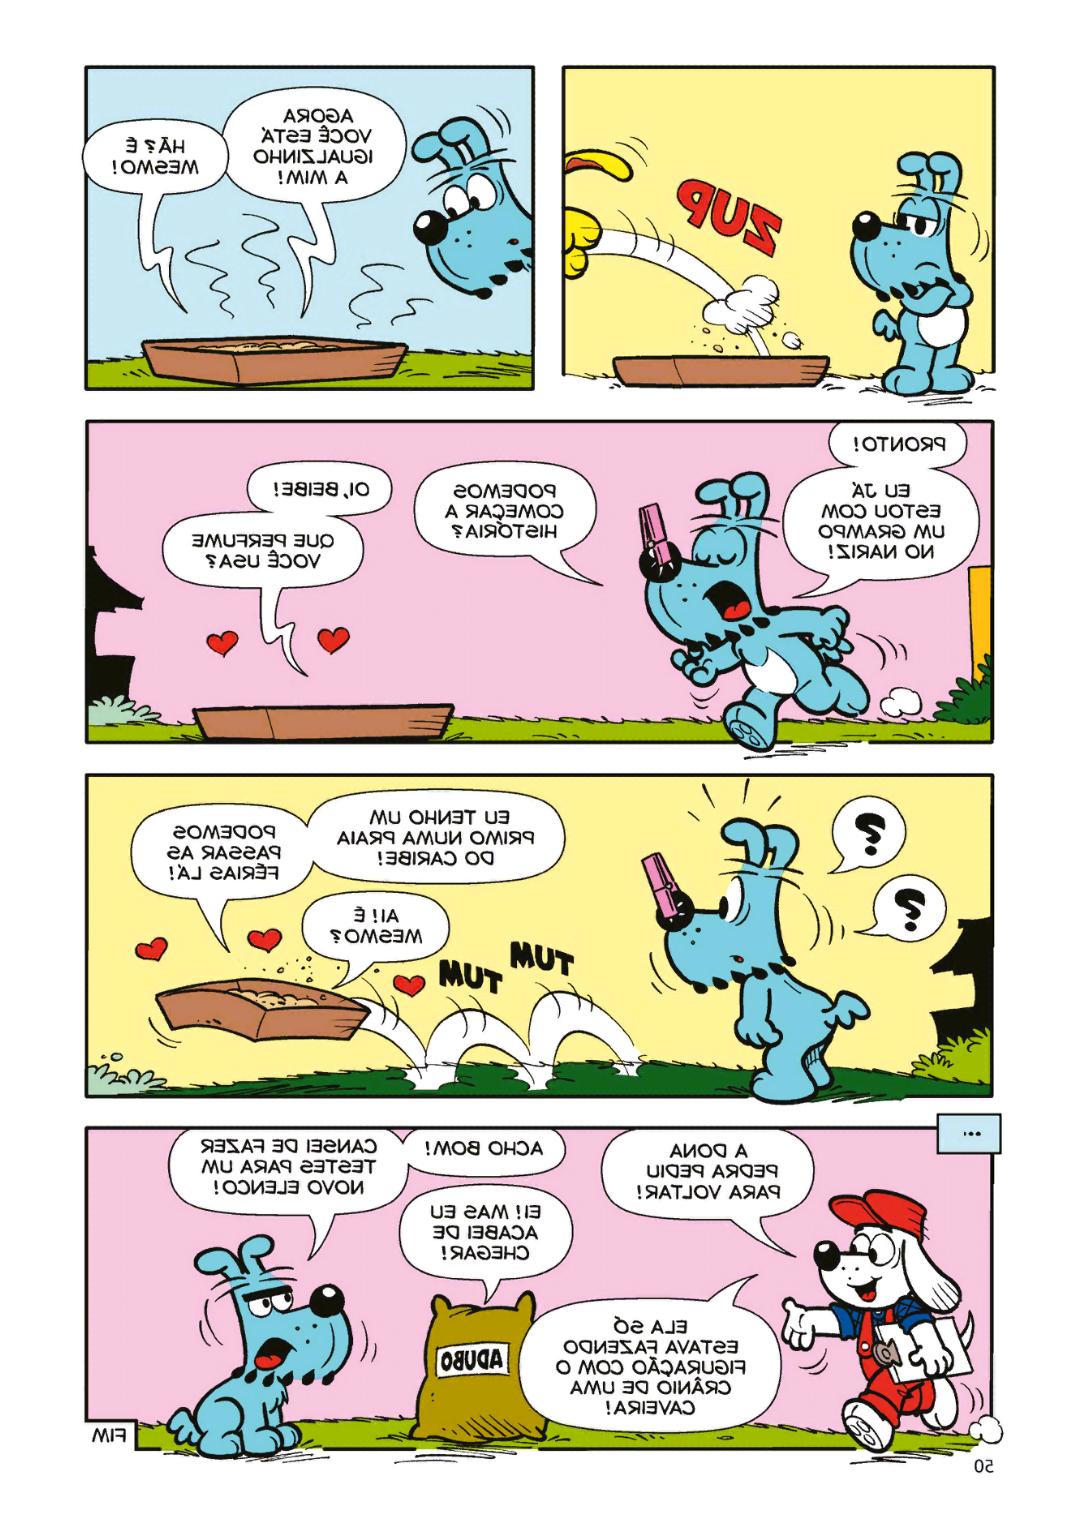 ZUP
AGORA
VOCÊ ESTÁ
IGUALZINHO
A MIM!
HÃ? É
MESMO!
PRONTO!
EU JÁ
ESTOU COM
UM GRAMPO
NO NARIZ!
PODEMOS
COMEÇAR A
HISTÓRIA?
OI, BEIBE!
QUE PERFUME
VOCÊ USA?
?
?
TUM
TUM
EU TENHO UM
PRIMO NUMA PRAIA
DO CARIBE!
AI! É
MESMO?
PODEMOS
PASSAR AS
FÉRIAS LÁ!
...
A DONA
PEDRA PEDIU
PARA VOLTAR!
ELA SÓ
ESTAVA FAZENDO
FIGURAÇÃO COM O
CRÂNIO DE UMA
CAVEIRA!
ACHO BOM!
EI! MAS EU
ACABEI DE
CHEGAR!
ADUBO
CANSEI DE FAZER
TESTES PARA UM
NOVO ELENCO!
FIM
50